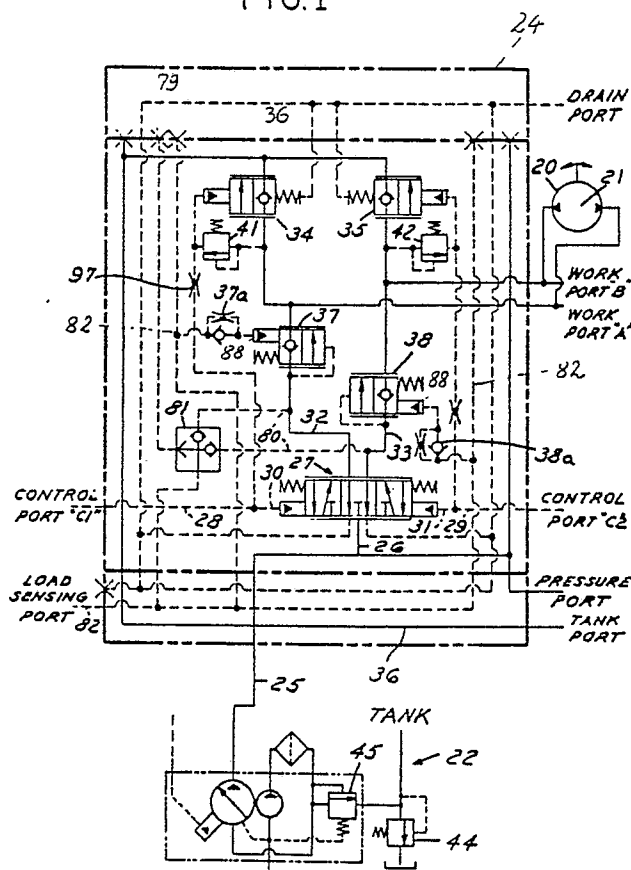 FIG.1
24
79
DRAIN PORT
36
20
21
41
34
35
42
97
37a
37
WORK PORT "B"
WORK PORT "A"
82
88
38
88
82
81
80
32
33
38a
27
CONTROL PORT "C1"
30
28
31
29
CONTROL PORT "C2"
26
LOAD SENSING PORT
82
PRESSURE PORT
TANK PORT
36
25
TANK
45
22
44